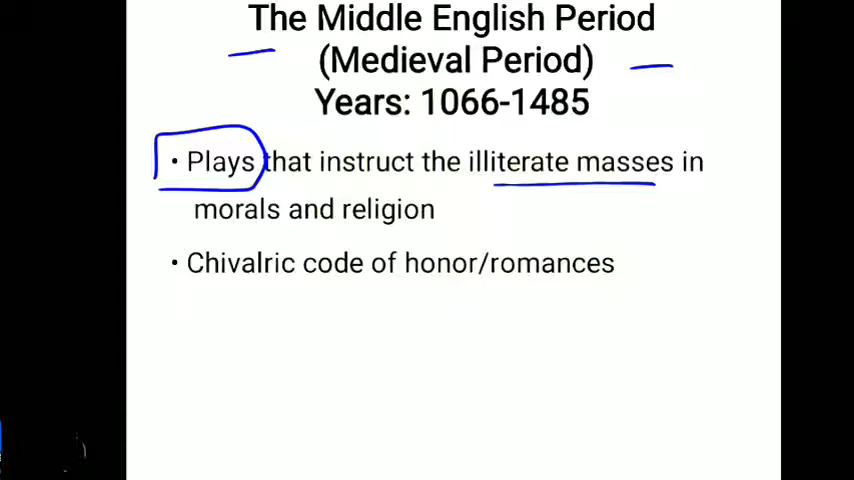 The Middle English Period
(Medieval Period)
Years: 1066-1485
• Plays that instruct the illiterate masses in
morals and religion
• Chivalric code of honor/romances